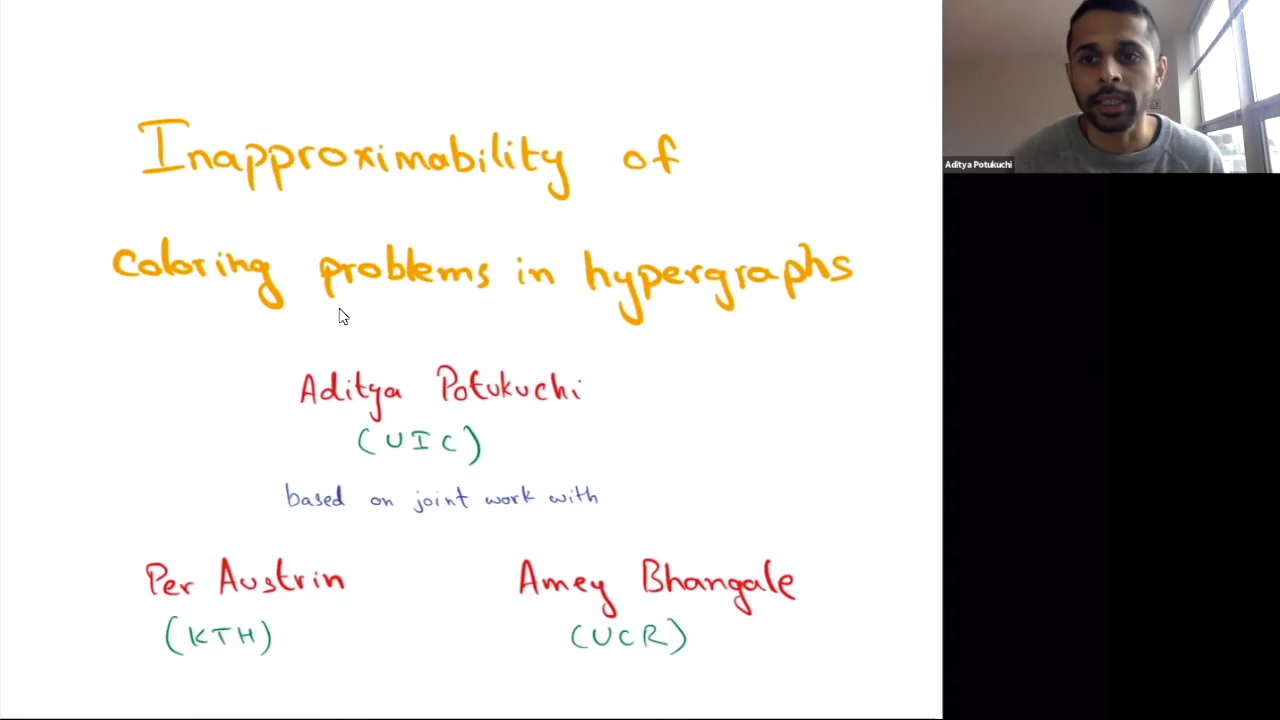 Inapproximability of
coloring problems in hypergraphs
Aditya Potukuchi
(UIC)
based on joint work with
Per Austrin
Amey Bhangale
(KTH)
(UCR)
Aditya Potukuchi